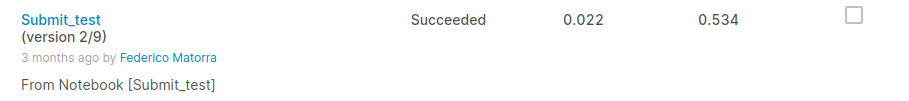 Submit_test Succeeded 0.022 0.534
(version 2/9)
3 months ago by Federico Matorra
From Notebook [Submit_test]